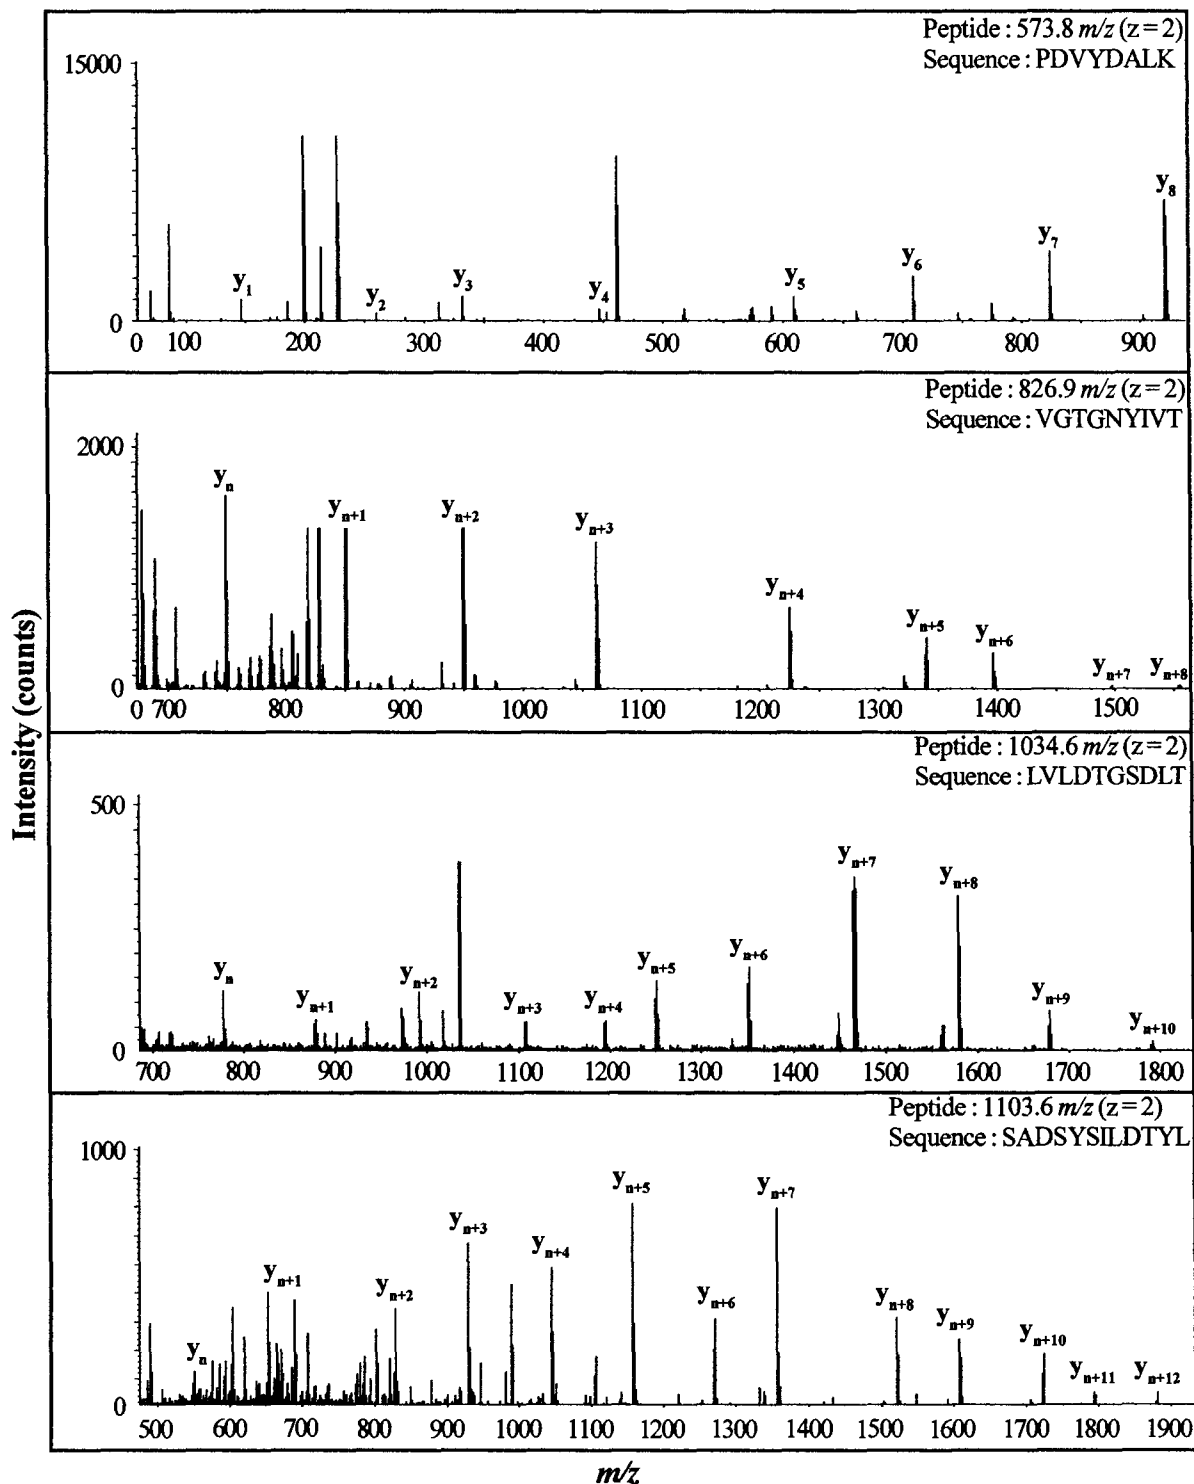 Peptide : 573.8 m/z (z = 2)
Sequence : PDVYDALK
15000
0
y1
y2
y3
y4
y5
y6
y7
y8
0 100 200 300 400 500 600 700 800 900
Peptide : 826.9 m/z (z = 2)
Sequence : VGTGNYIVT
2000
0
yn
yn+1
yn+2
yn+3
yn+4
yn+5
yn+6
yn+7
yn+8
0 700 800 900 1000 1100 1200 1300 1400 1500
Peptide : 1034.6 m/z (z = 2)
Sequence : LVLDTGSDLT
500
0
yn
yn+1
yn+2
yn+3
yn+4
yn+5
yn+6
yn+7
yn+8
yn+9
yn+10
700 800 900 1000 1100 1200 1300 1400 1500 1600 1700 1800
Peptide : 1103.6 m/z (z = 2)
Sequence : SADSYSILDTYL
1000
0
yn
yn+1
yn+2
yn+3
yn+4
yn+5
yn+6
yn+7
yn+8
yn+9
yn+10
yn+11
yn+12
500 600 700 800 900 1000 1100 1200 1300 1400 1500 1600 1700 1800 1900
Intensity (counts)
m/z